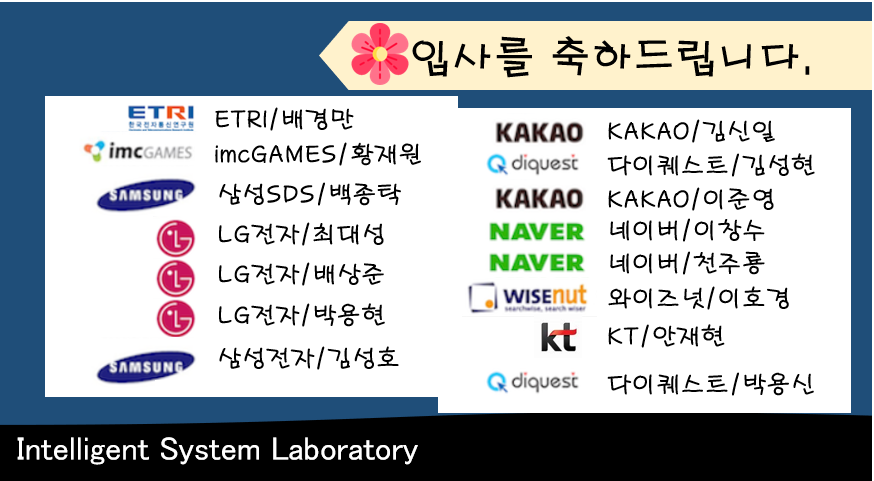 입사를 축하드립니다.
ETRI
한국전자통신연구원
ETRI/배경만
imcGAMES
imcGAMES/황재원
SAMSUNG
삼성SDS/백종탁
LG
LG전자/최대성
LG
LG전자/배상준
LG
LG전자/박용현
SAMSUNG
삼성전자/김성호
KAKAO
KAKAO/김신일
diquest
다이퀘스트/김성현
KAKAO
KAKAO/이준영
NAVER
네이버/이창수
NAVER
네이버/천주룡
WISEnut
searchwise, search wiser
와이즈넛/이호경
kt
KT/안재현
diquest
다이퀘스트/박용신
Intelligent System Laboratory